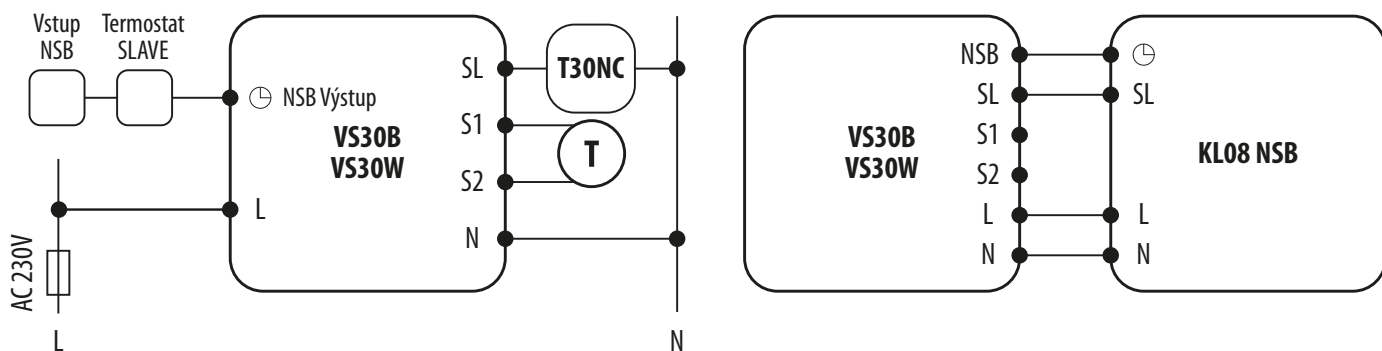 Vstup
NSB
Termostat
SLAVE
NSB Výstup
L
VS30B
VS30W
SL
S1
S2
N
T30NC
T
AC 230V
L
N
VS30B
VS30W
NSB
SL
S1
S2
L
N
SL
L
N
KL08 NSB